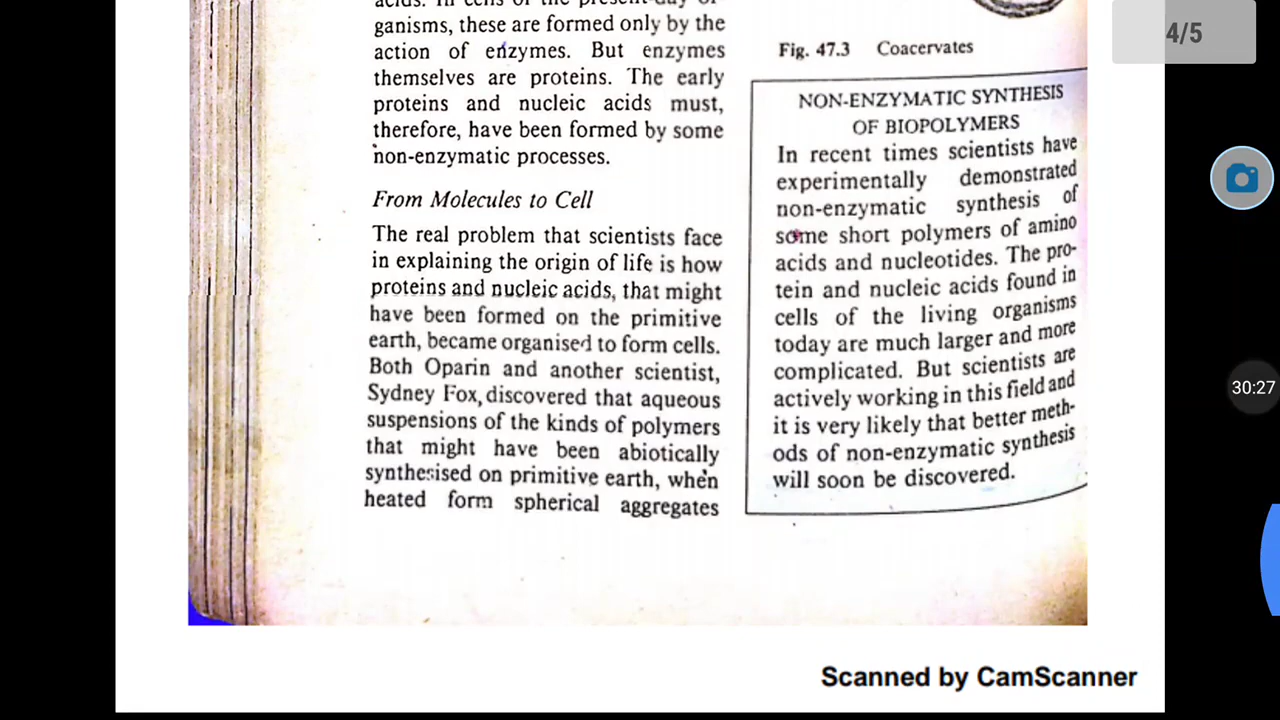 acids. In cells of the present-day or-
ganisms, these are formed only by the
action of enzymes. But enzymes
themselves are proteins. The early
proteins and nucleic acids must,
therefore, have been formed by some
non-enzymatic processes.
From Molecules to Cell
The real problem that scientists face
in explaining the origin of life is how
proteins and nucleic acids, that might
have been formed on the primitive
earth, became organised to form cells.
Both Oparin and another scientist,
Sydney Fox, discovered that aqueous
suspensions of the kinds of polymers
that might have been abiotically
synthesised on primitive earth, when
heated form spherical aggregates
Fig. 47.3 Coacervates
NON-ENZYMATIC SYNTHESIS
OF BIOPOLYMERS
In recent times scientists have
experimentally demonstrated
non-enzymatic synthesis of
some short polymers of amino
acids and nucleotides. The pro-
tein and nucleic acids found in
cells of the living organisms
today are much larger and more
complicated. But scientists are
actively working in this field and
it is very likely that better meth-
ods of non-enzymatic synthesis
will soon be discovered.
4/5
30:27
Scanned by CamScanner